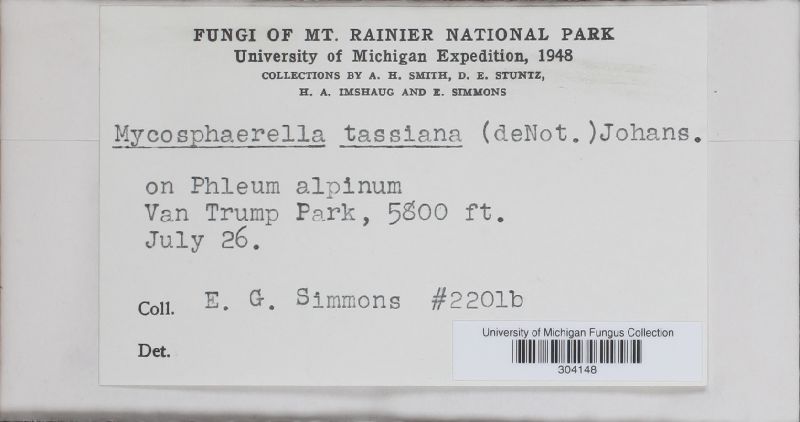 FUNGI OF MT. RAINIER NATIONAL PARK
University of Michigan Expedition, 1948
COLLECTIONS BY A. H. SMITH, D. E. STUNTZ,
H. A. IMSHAUG AND E. SIMMONS
Mycosphaerella tassiana (deNot.)Johans.
on Phleum alpinum
Van Trump Park, 5800 ft.
July 26.
Coll. E. G. Simmons #2201b
Det.
University of Michigan Fungus Collection
304148